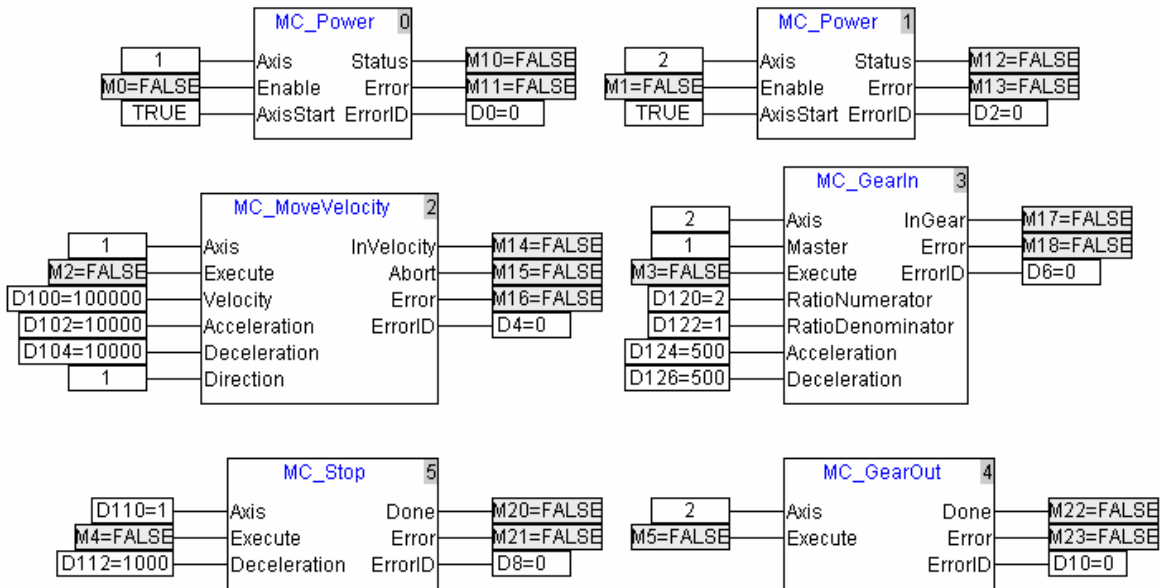 MC_Power 0
1 Axis Status M10=FALSE
M0=FALSE Enable Error M11=FALSE
TRUE AxisStart ErrorID D0=0
MC_Power 1
2 Axis Status M12=FALSE
M1=FALSE Enable Error M13=FALSE
TRUE AxisStart ErrorID D2=0
MC_MoveVelocity 2
1 Axis InVelocity M14=FALSE
M2=FALSE Execute Abort M15=FALSE
D100=100000 Velocity Error M16=FALSE
D102=10000 Acceleration ErrorID D4=0
D104=10000 Deceleration
1 Direction
MC_GearIn 3
2 Axis InGear M17=FALSE
1 Master Error M18=FALSE
M3=FALSE Execute ErrorID D6=0
D120=2 RatioNumerator
D122=1 RatioDenominator
D124=500 Acceleration
D126=500 Deceleration
MC_Stop 5
D110=1 Axis Done M20=FALSE
M4=FALSE Execute Error M21=FALSE
D112=1000 Deceleration ErrorID D8=0
MC_GearOut 4
2 Axis Done M22=FALSE
M5=FALSE Execute Error M23=FALSE
ErrorID D10=0